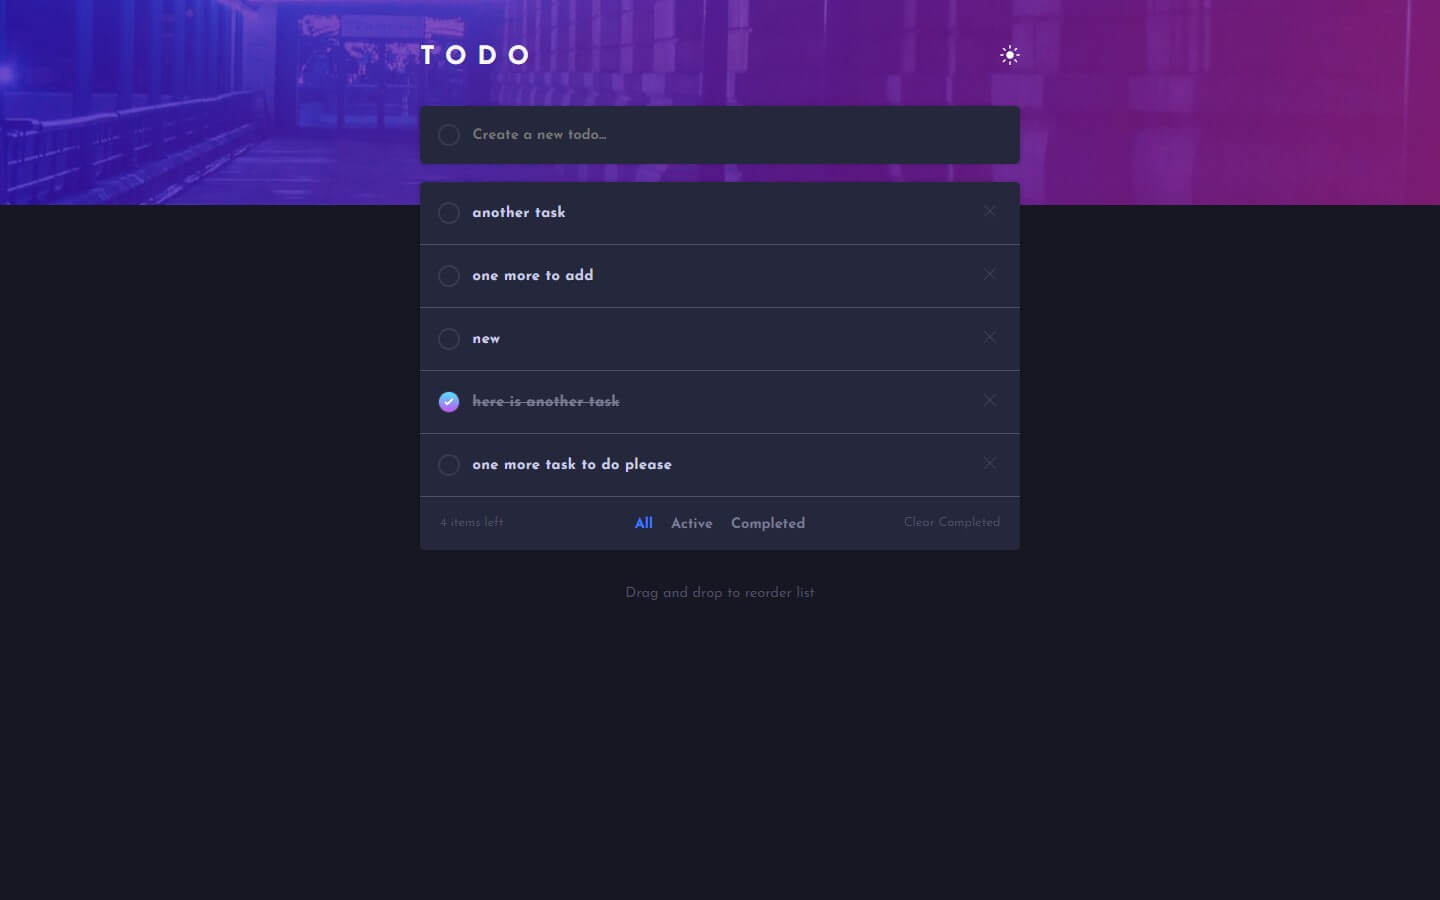 TODO
Create a new todo...
another task
one more to add
new
here is another task
one more task to do please
4 items left All Active Completed Clear Completed
Drag and drop to reorder list